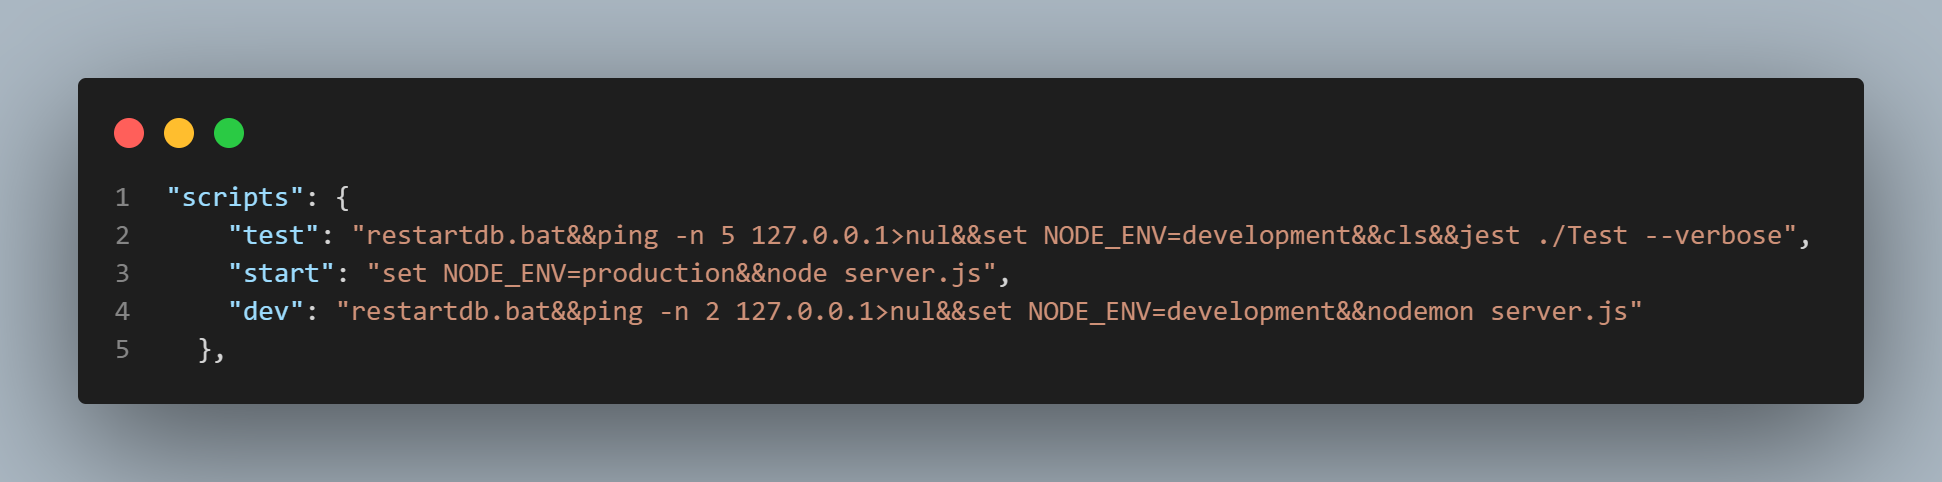 1 "scripts": {
2 "test": "restartdb.bat&&ping -n 5 127.0.0.1>nul&&set NODE_ENV=development&&cls&&jest ./Test --verbose",
3 "start": "set NODE_ENV=production&&node server.js",
4 "dev": "restartdb.bat&&ping -n 2 127.0.0.1>nul&&set NODE_ENV=development&&nodemon server.js"
5 },